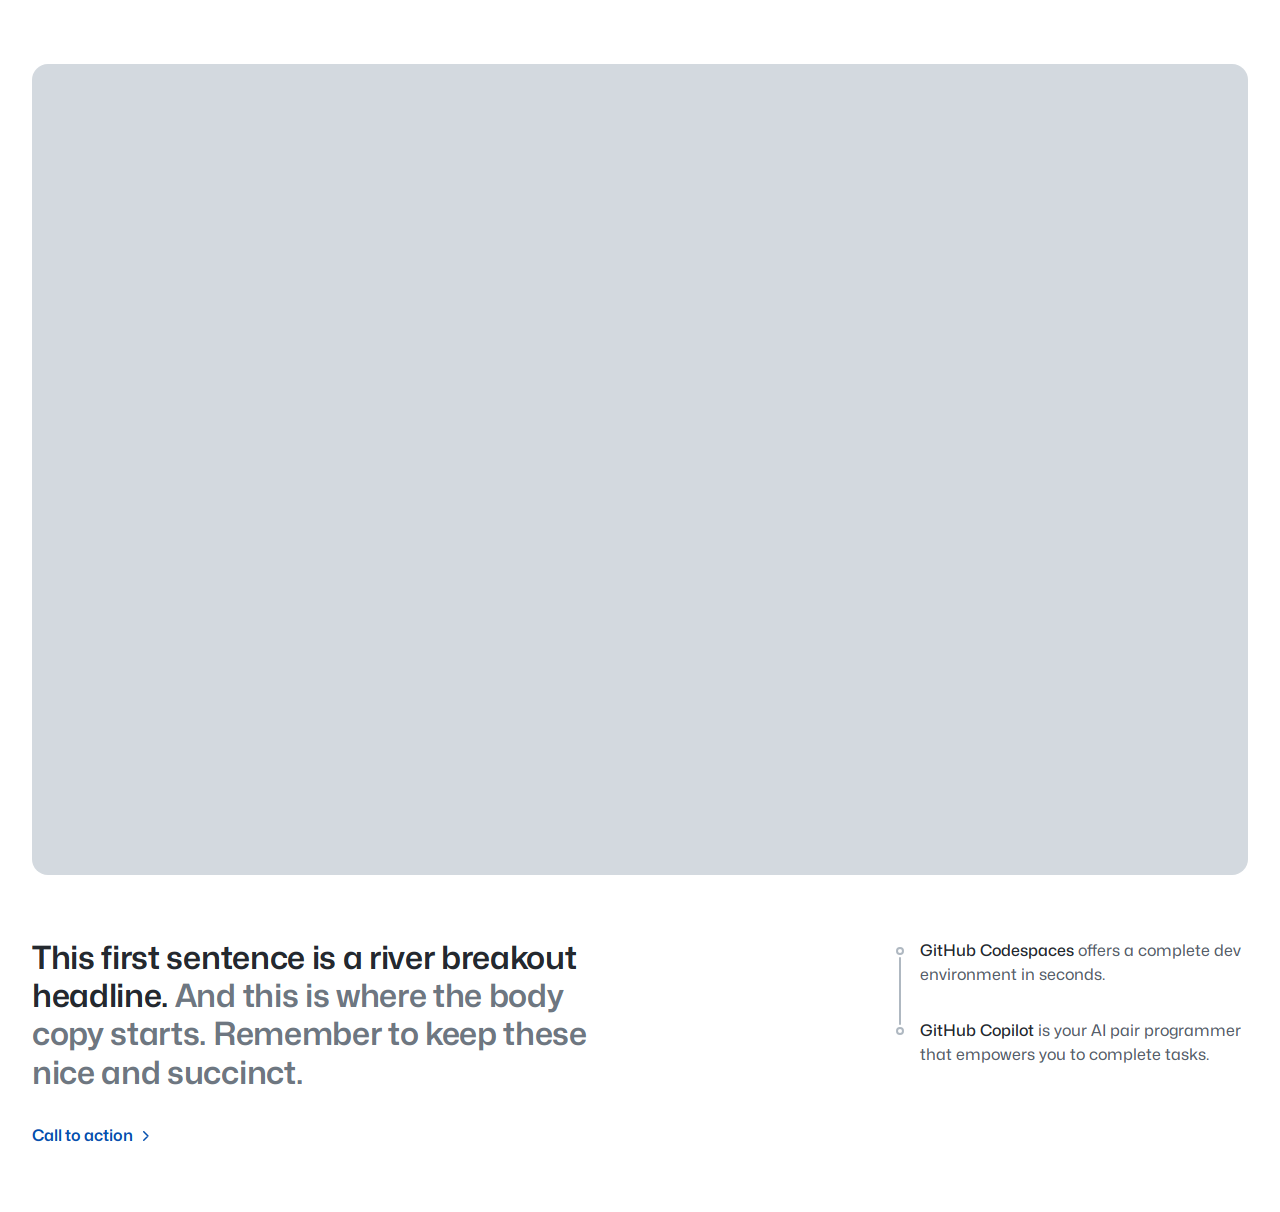 This first sentence is a river breakout
headline. And this is where the body
copy starts. Remember to keep these
nice and succinct.
Call to action
GitHub Codespaces offers a complete dev
environment in seconds.
GitHub Copilot is your AI pair programmer
that empowers you to complete tasks.